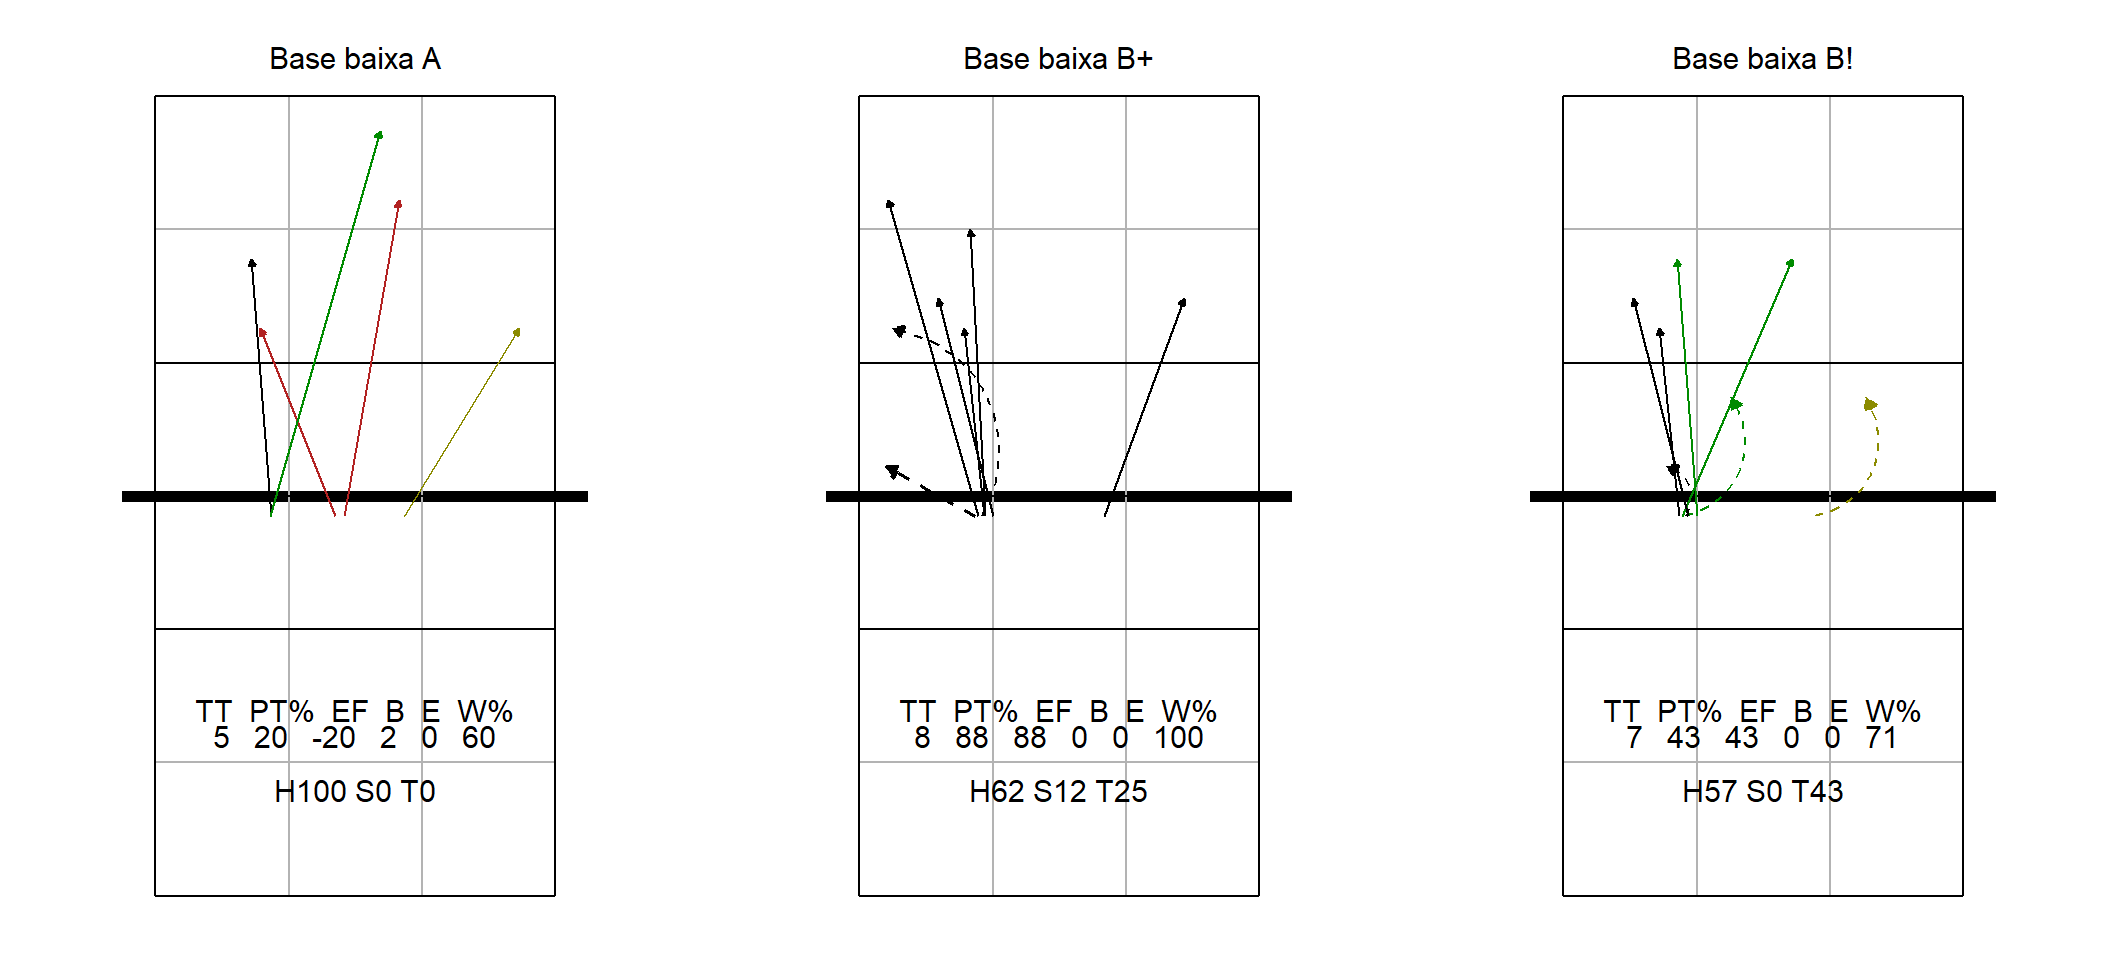 Base baixa A
TT PT% EF B E W%
5 20 -20 2 0 60
H100 S0 T0
Base baixa B+
TT PT% EF B E W%
8 88 88 0 0 100
H62 S12 T25
Base baixa B!
TT PT% EF B E W%
7 43 43 0 0 71
H57 S0 T43